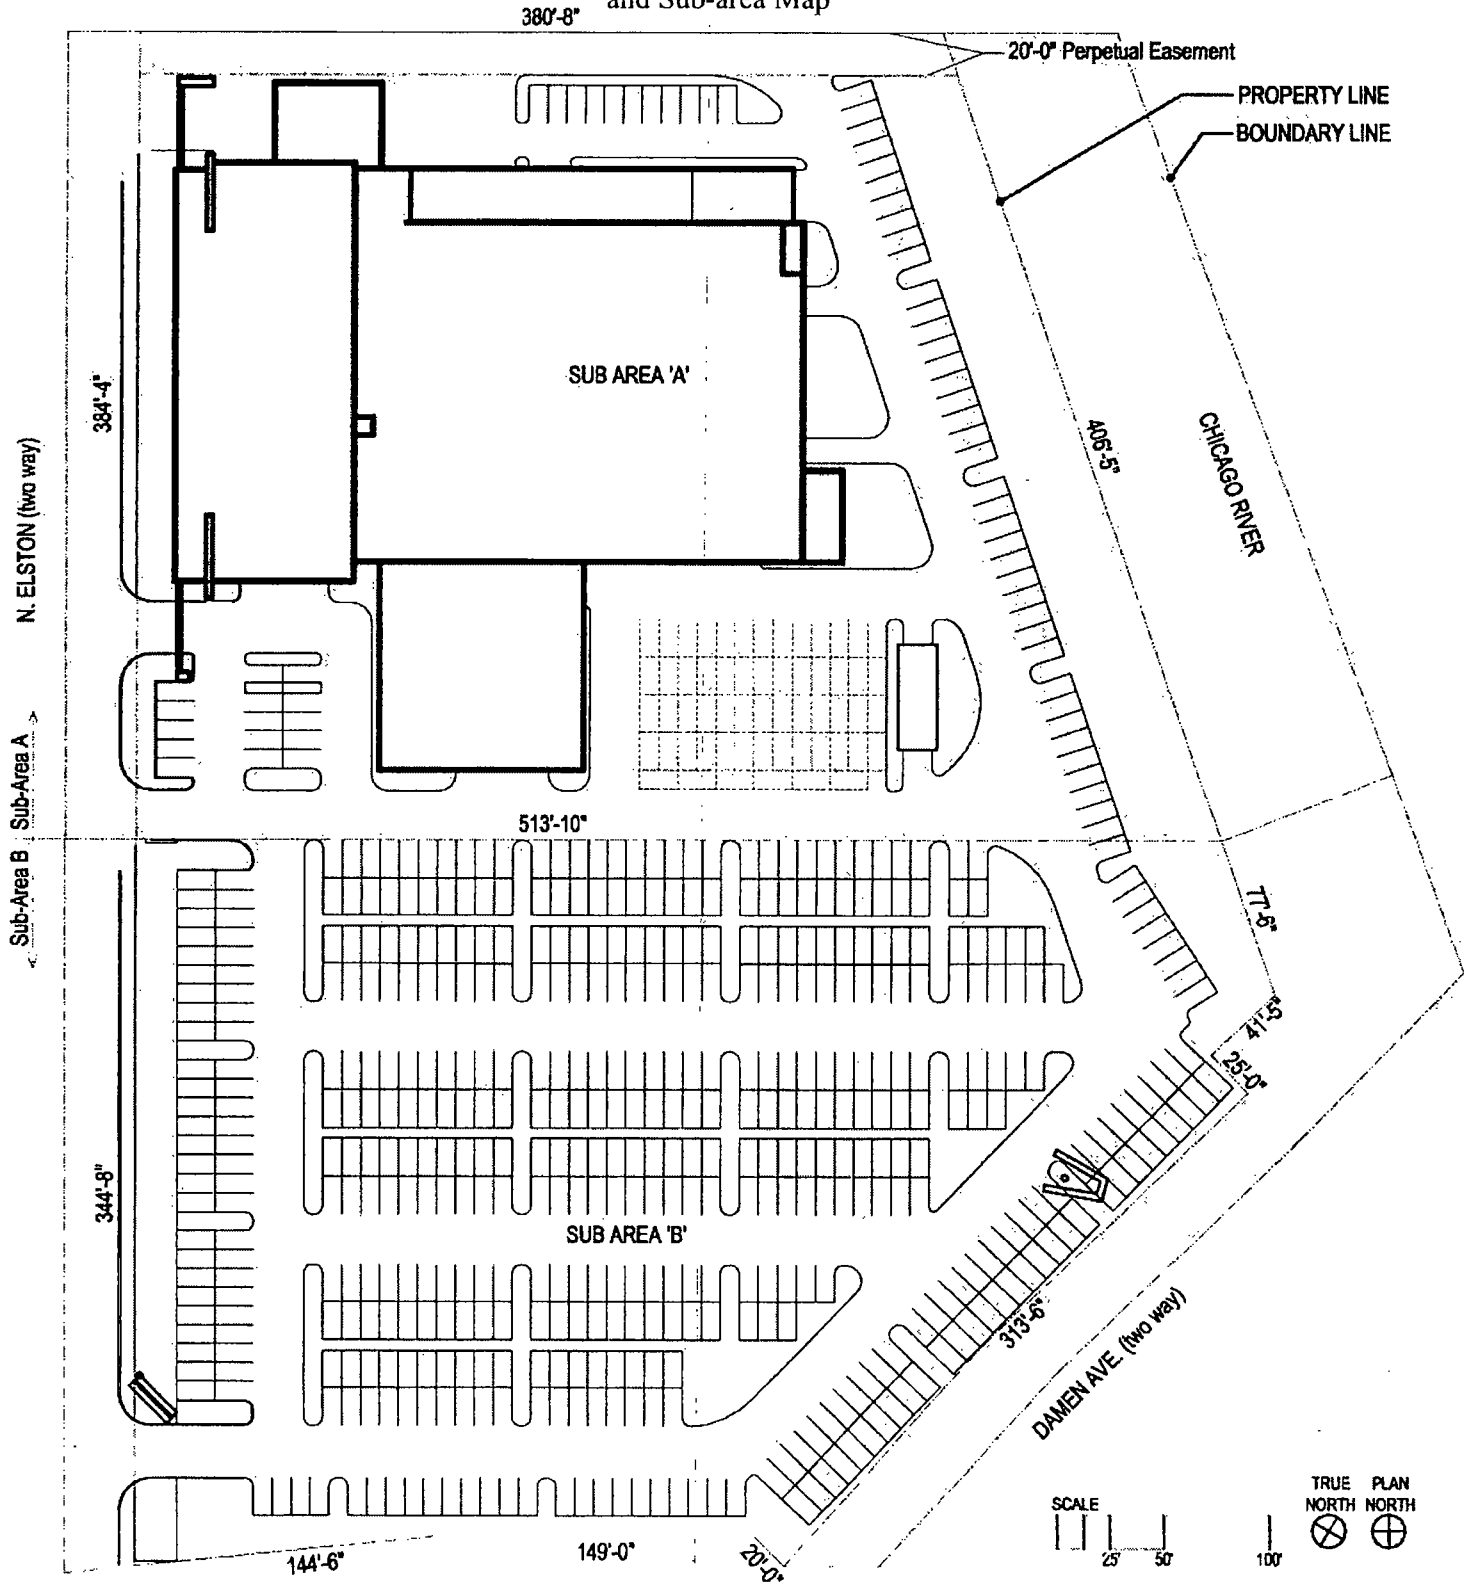 and Sub-area Map
380'-8"
20'-0" Perpetual Easement
PROPERTY LINE
BOUNDARY LINE
SUB AREA 'A'
384'-4"
N. ELSTON (two way)
406'-5"
CHICAGO RIVER
Sub-Area B Sub-Area A
513'-10"
77'-6"
41'-5"
25'-0"
344'-8"
SUB AREA 'B'
313'-6"
DAMEN AVE. (two way)
144'-6"
149'-0"
20'-0"
SCALE
25' 50' 100'
TRUE NORTH
PLAN NORTH